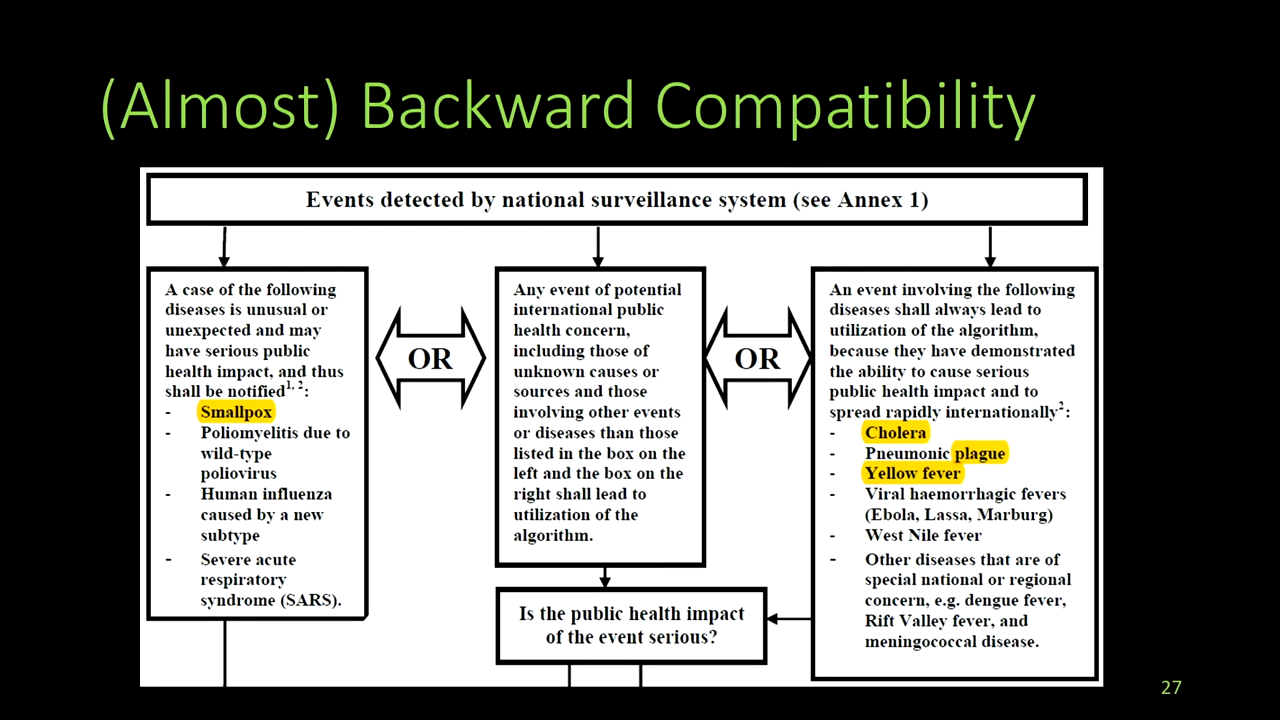 (Almost) Backward Compatibility
Events detected by national surveillance system (see Annex 1)
A case of the following
diseases is unusual or
unexpected and may
have serious public
health impact, and thus
shall be notified1, 2:
- Smallpox
- Poliomyelitis due to
wild-type
poliovirus
- Human influenza
caused by a new
subtype
- Severe acute
respiratory
syndrome (SARS).
OR
Any event of potential
international public
health concern,
including those of
unknown causes or
sources and those
involving other events
or diseases than those
listed in the box on the
left and the box on the
right shall lead to
utilization of the
algorithm.
OR
An event involving the following
diseases shall always lead to
utilization of the algorithm,
because they have demonstrated
the ability to cause serious
public health impact and to
spread rapidly internationally2:
- Cholera
- Pneumonic plague
- Yellow fever
- Viral haemorrhagic fevers
(Ebola, Lassa, Marburg)
- West Nile fever
- Other diseases that are of
special national or regional
concern, e.g. dengue fever,
Rift Valley fever, and
meningococcal disease.
Is the public health impact
of the event serious?
27